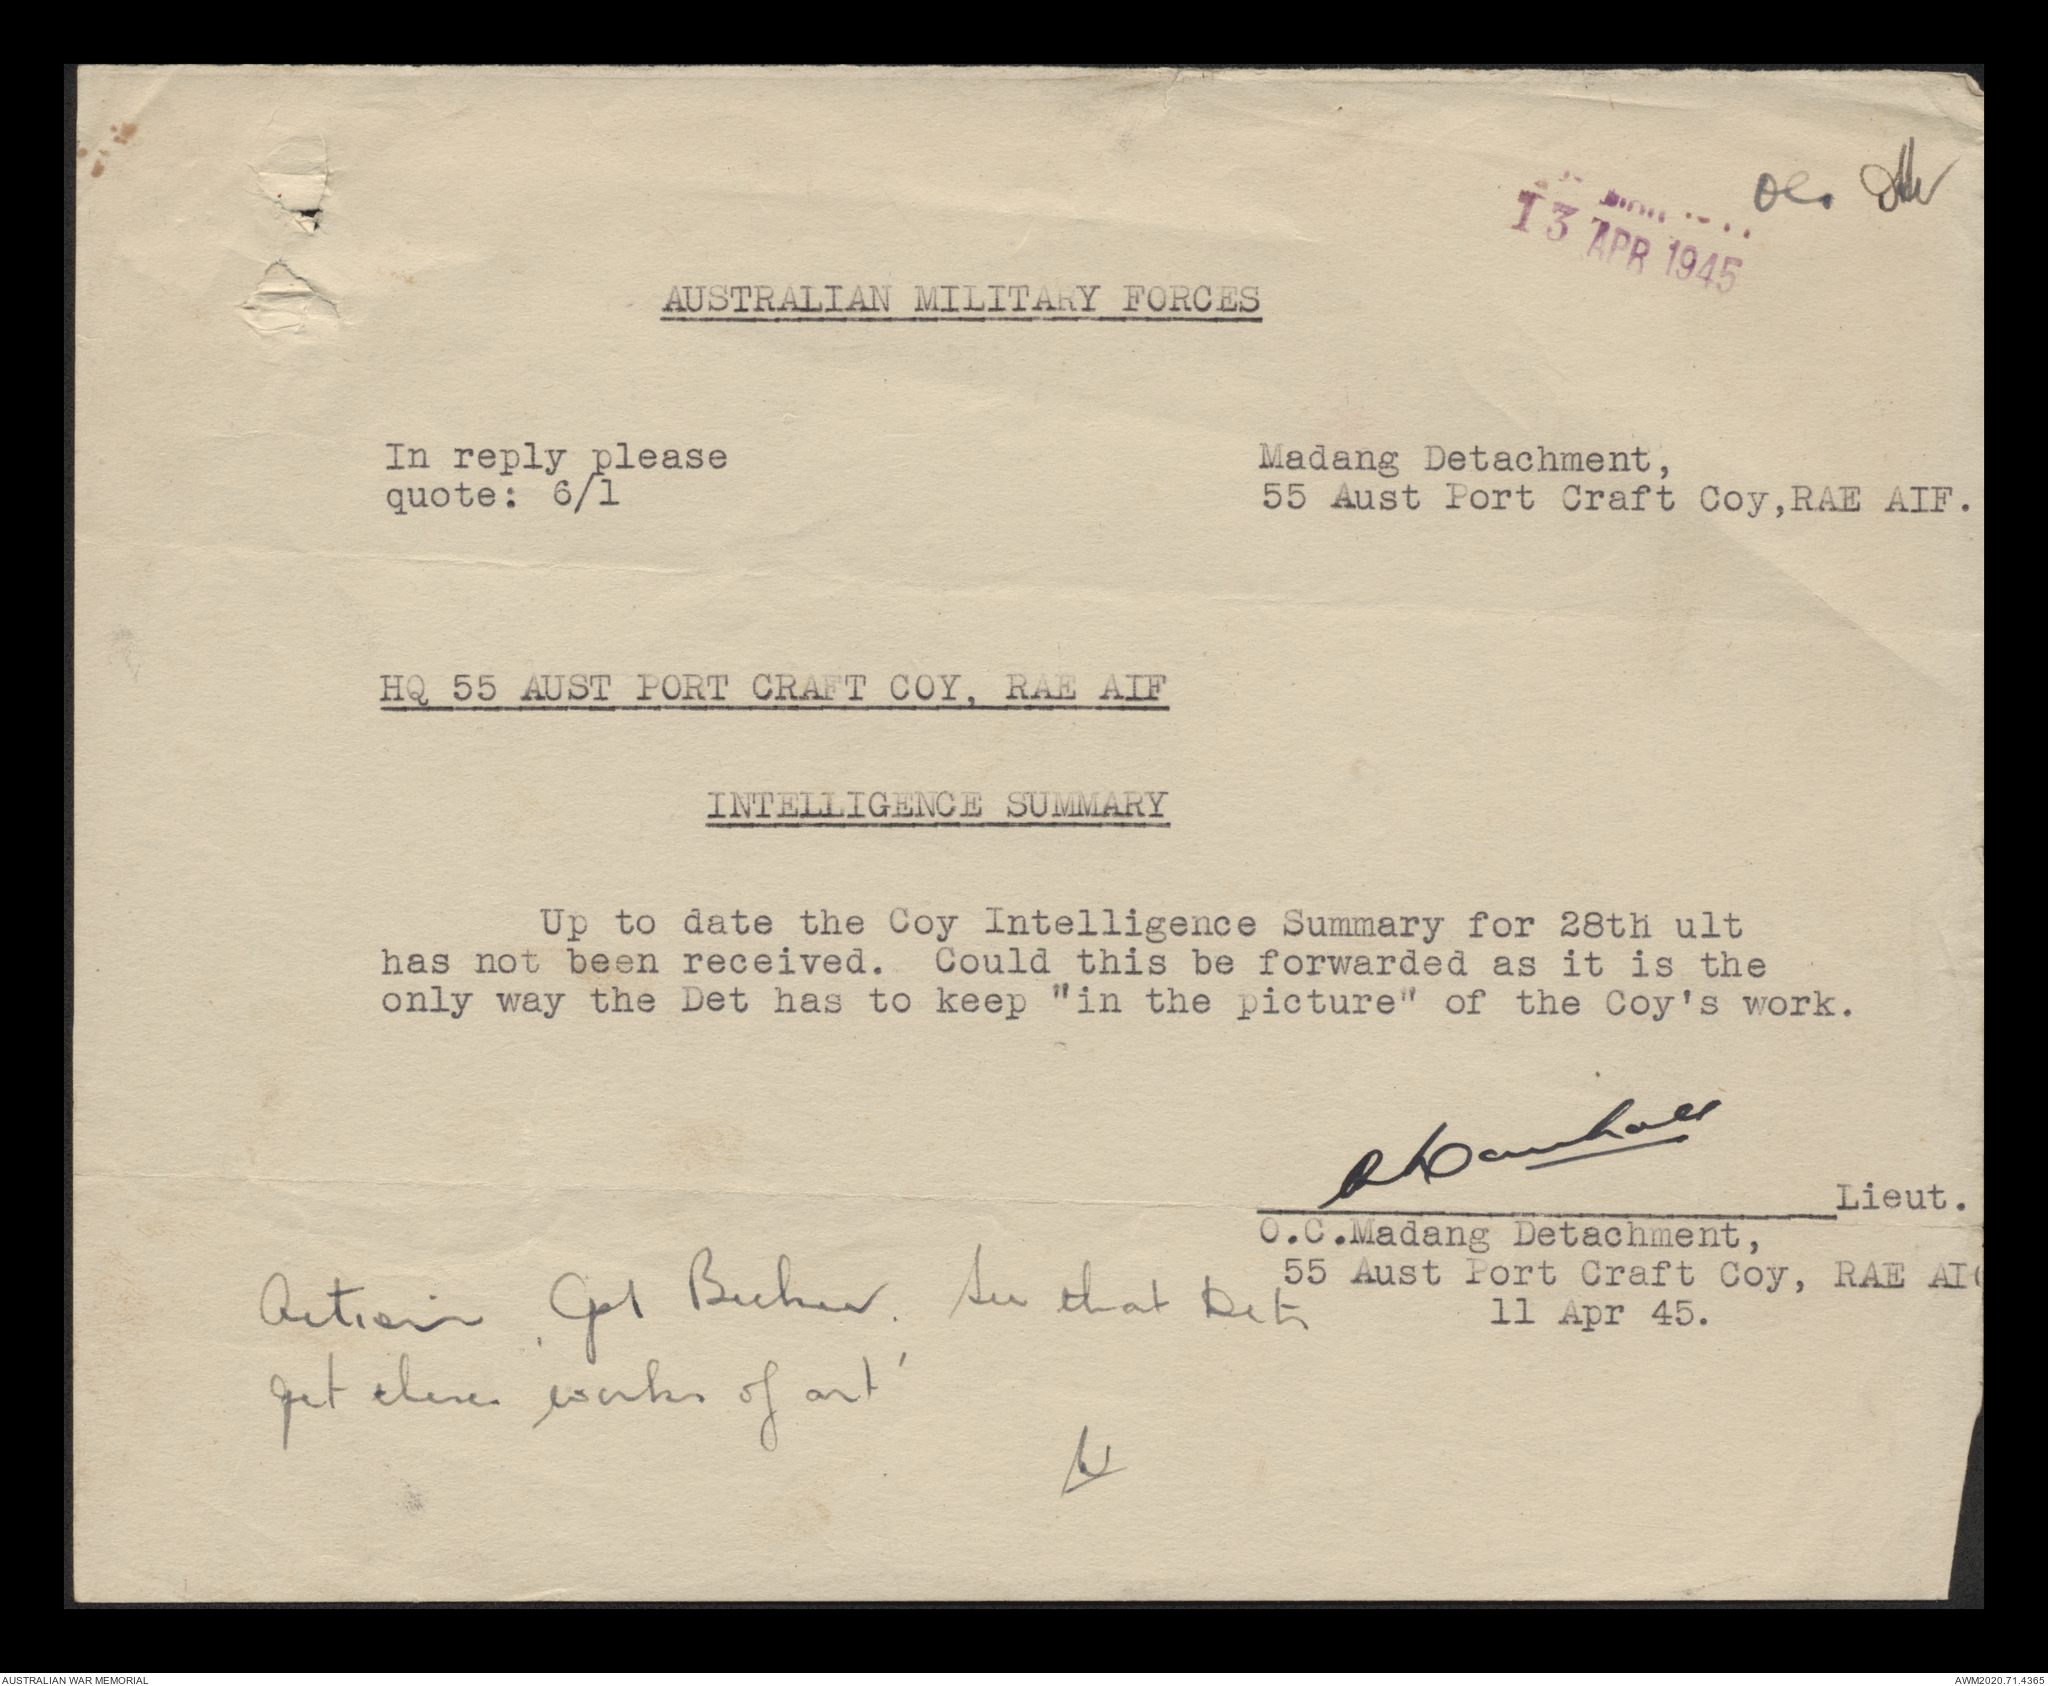 13 APR 1945
AUSTRALIAN MILITARY FORCES
In reply please
quote: 6/1
Madang Detachment,
55 Aust Port Craft Coy,RAE AIF.
HQ 55 AUST PORT CRAFT COY, RAE AIF
INTELLIGENCE SUMMARY
Up to date the Coy Intelligence Summary for 28th ult
has not been received. Could this be forwarded as it is the
only way the Det has to keep "in the picture" of the Coy's work.
Lieut.
O.C.Madang Detachment,
55 Aust Port Craft Coy, RAE AI
11 Apr 45.
Action Cpl See that Dets
get these works of art
AUSTRALIAN WAR MEMORIAL
AWM2020.71.4365